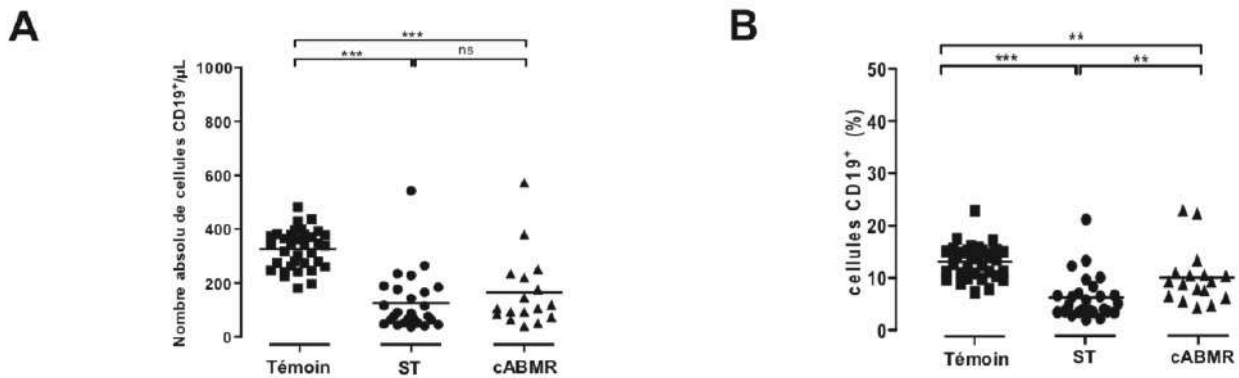 A
***
***
ns
Nombre absolu de cellules CD19⁺/µL
1000
800
600
400
200
0
Témoin ST cABMR
B
**
***
**
cellules CD19⁺ (%)
50
40
30
20
10
0
Témoin ST cABMR